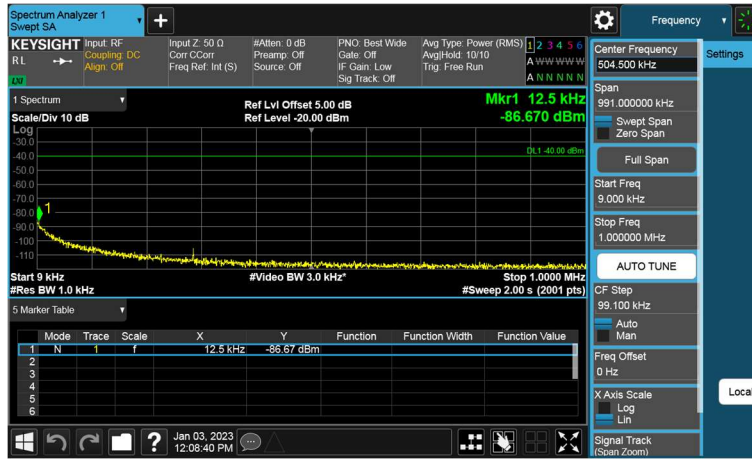 Spectrum Analyzer 1
Swept SA
Frequency
KEYSIGHT
R L
LXI
Input: RF
Coupling: DC
Align: Off
Input Z: 50 Ω
Corr CCorr
Freq Ref: Int (S)
#Atten: 0 dB
Preamp: Off
Source: Off
PNO: Best Wide
Gate: Off
IF Gain: Low
Sig Track: Off
Avg Type: Power (RMS)
Avg|Hold: 10/10
Trig: Free Run
1 2 3 4 5 6
A W W W W W
A N N N N N
1 Spectrum
Scale/Div 10 dB
Ref Lvl Offset 5.00 dB
Ref Level -20.00 dBm
Mkr1 12.5 kHz
-86.670 dBm
Log
-30.0
-40.0
-50.0
-60.0
-70.0
-80.0
-90.0
-100
-110
DL1 -40.00 dBm
1
Start 9 kHz
#Res BW 1.0 kHz
#Video BW 3.0 kHz*
Stop 1.0000 MHz
#Sweep 2.00 s (2001 pts)
5 Marker Table
Mode Trace Scale X Y Function Function Width Function Value
1 N 1 f 12.5 kHz -86.67 dBm
2
3
4
5
6
Jan 03, 2023
12:08:40 PM
Center Frequency
504.500 kHz
Settings
Span
991.000000 kHz
Swept Span
Zero Span
Full Span
Start Freq
9.000 kHz
Stop Freq
1.000000 MHz
AUTO TUNE
CF Step
99.100 kHz
Auto
Man
Freq Offset
0 Hz
X Axis Scale
Log
Lin
Local
Signal Track
(Span Zoom)